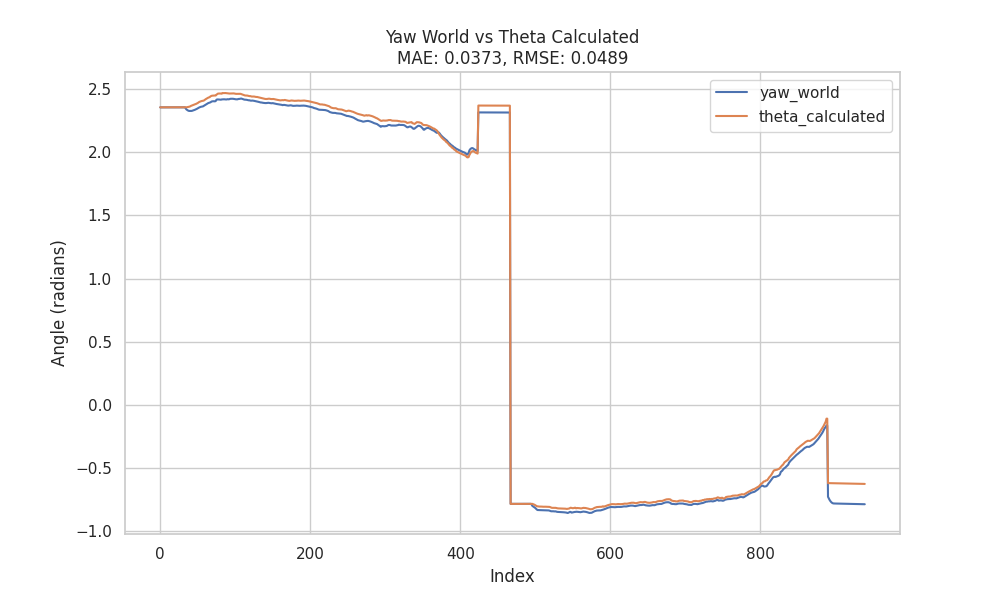 Yaw World vs Theta Calculated
MAE: 0.0373, RMSE: 0.0489
yaw_world
theta_calculated
Angle (radians)
2.5
2.0
1.5
1.0
0.5
0.0
−0.5
−1.0
0
200
400
600
800
Index